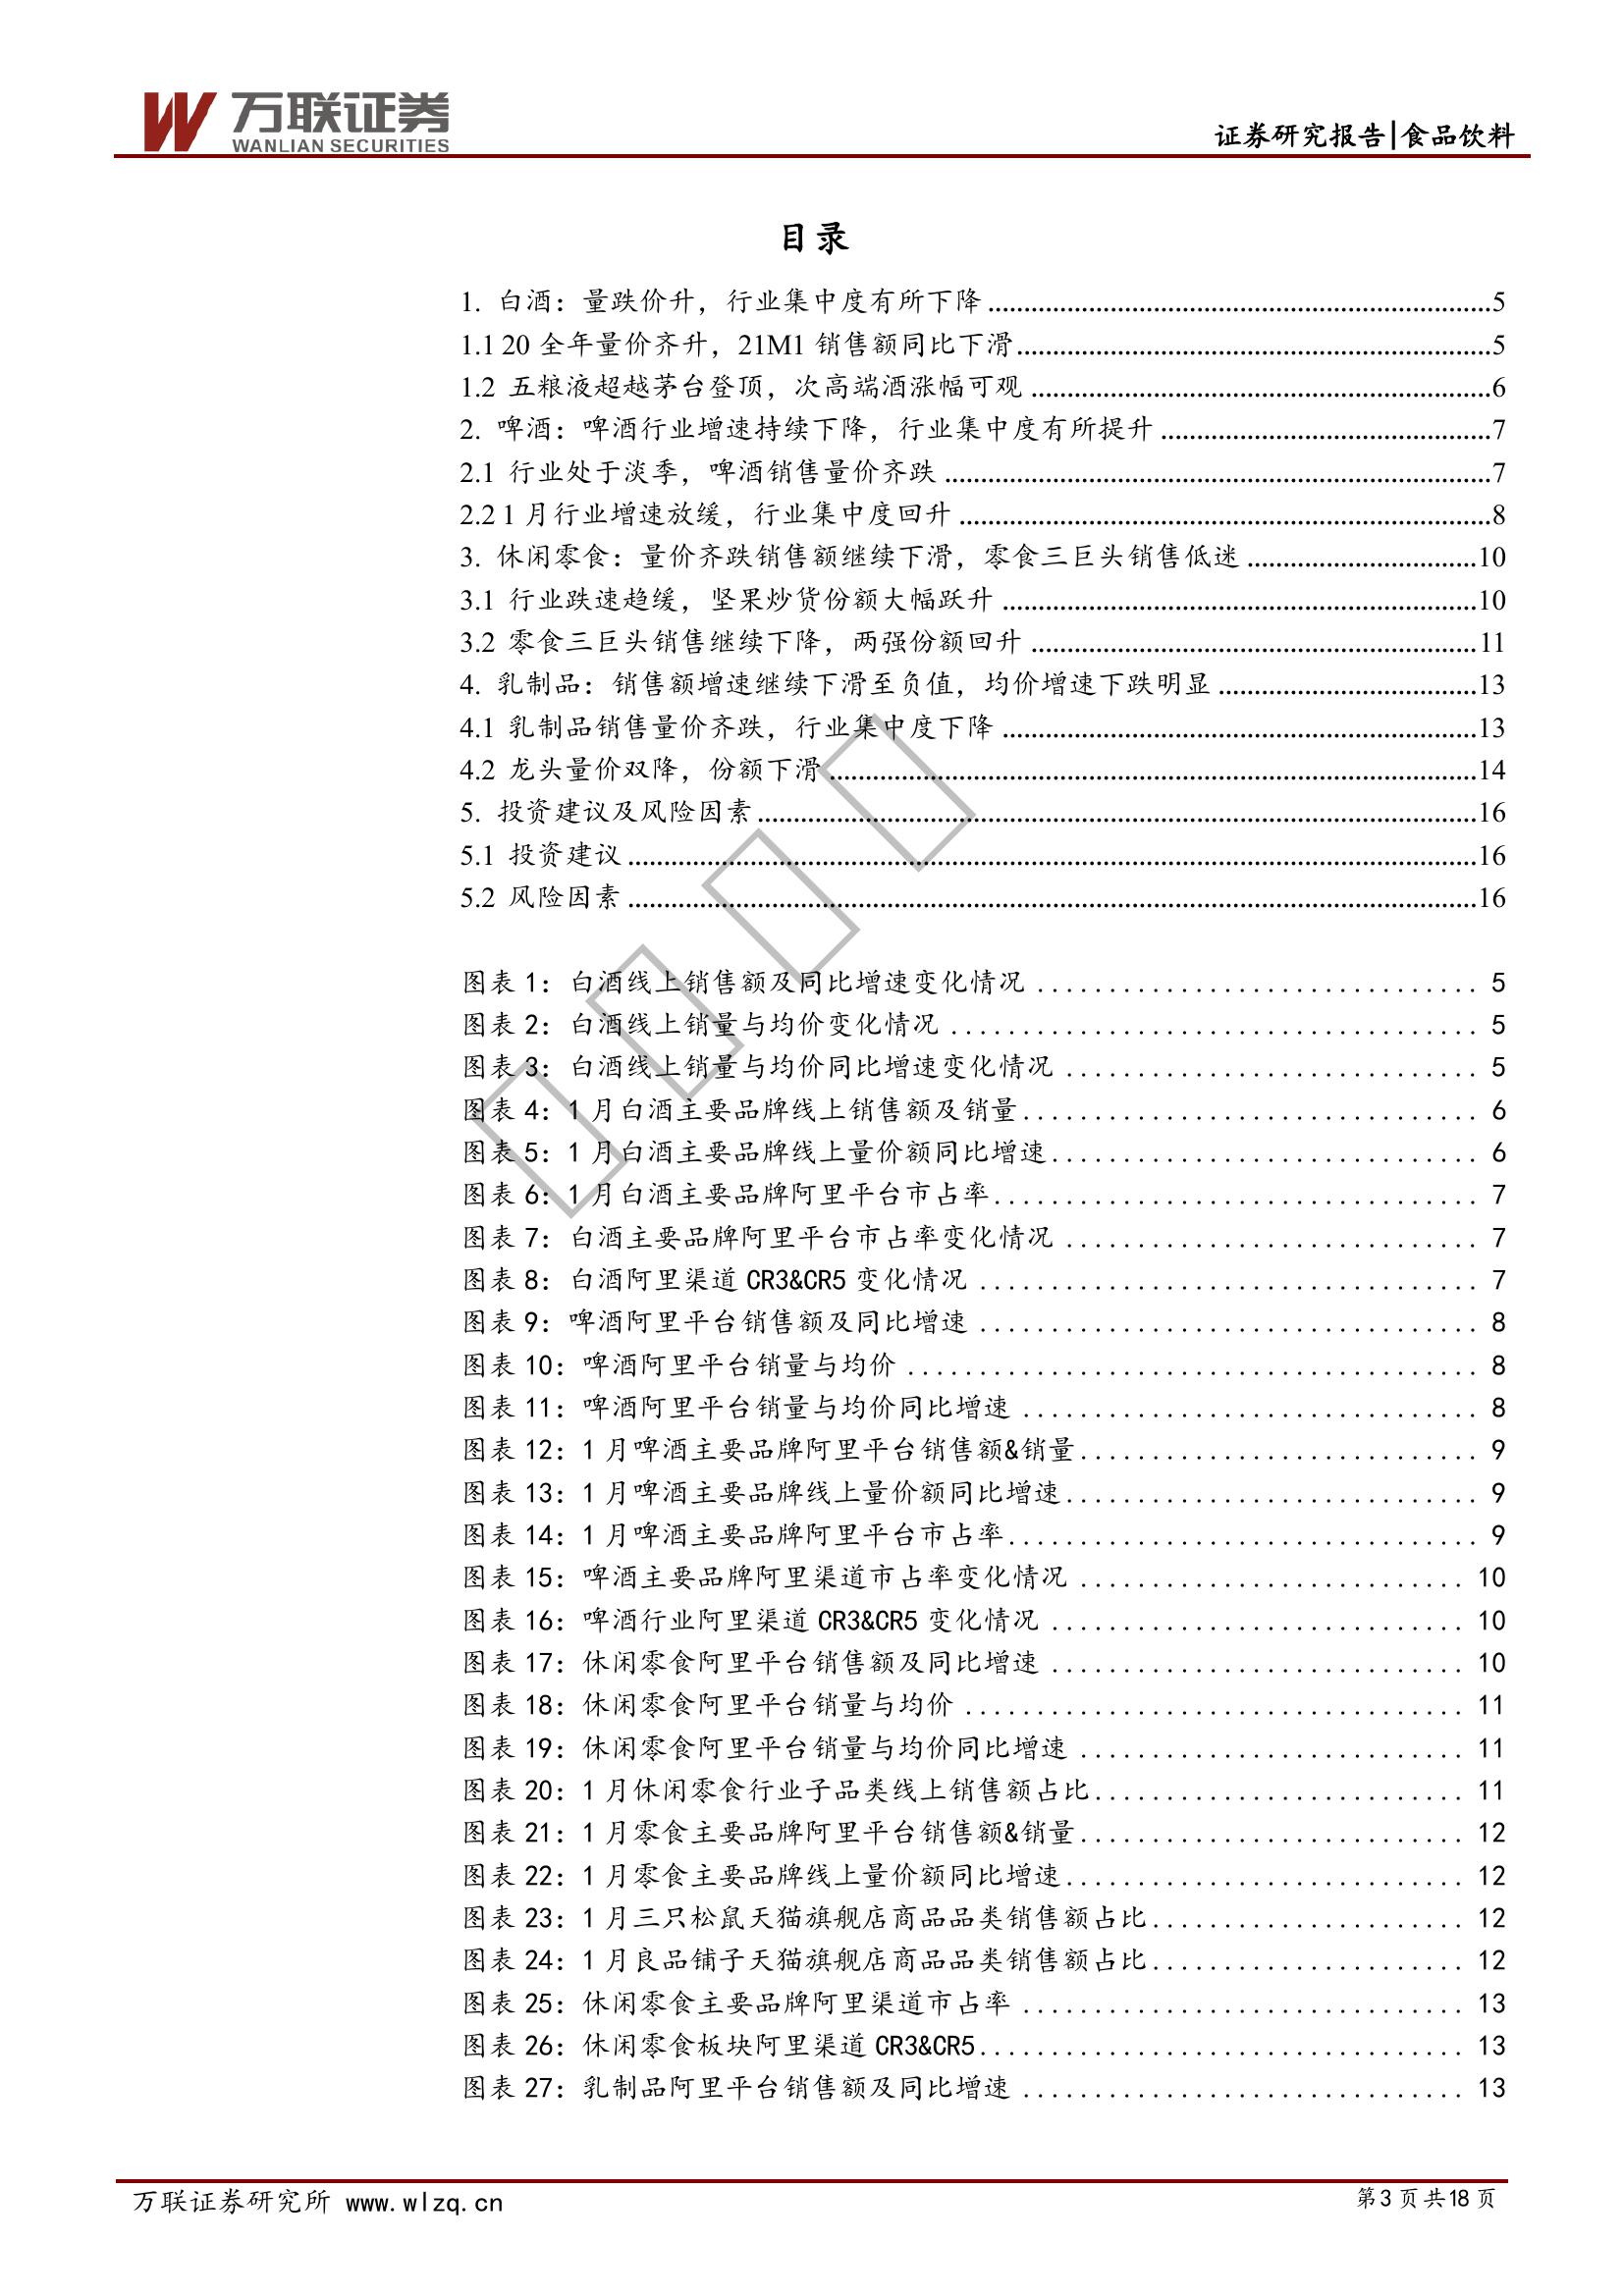 万联证券
WANLIAN SECURITIES
证券研究报告|食品饮料
目录
1. 白酒：量跌价升，行业集中度有所下降 ........ 5
1.1 20 全年量价齐升，21M1 销售额同比下滑 ........ 5
1.2 五粮液超越茅台登顶，次高端酒涨幅可观 ........ 6
2. 啤酒：啤酒行业增速持续下降，行业集中度有所提升 ........ 7
2.1 行业处于淡季，啤酒销售量价齐跌 ........ 7
2.2 1 月行业增速放缓，行业集中度回升 ........ 8
3. 休闲零食：量价齐跌销售额继续下滑，零食三巨头销售低迷 ........ 10
3.1 行业跌速趋缓，坚果炒货份额大幅跃升 ........ 10
3.2 零食三巨头销售继续下降，两强份额回升 ........ 11
4. 乳制品：销售额增速继续下滑至负值，均价增速下跌明显 ........ 13
4.1 乳制品销售量价齐跌，行业集中度下降 ........ 13
4.2 龙头量价双降，份额下滑 ........ 14
5. 投资建议及风险因素 ........ 16
5.1 投资建议 ........ 16
5.2 风险因素 ........ 16
图表 1：白酒线上销售额及同比增速变化情况 ........ 5
图表 2：白酒线上销量与均价变化情况 ........ 5
图表 3：白酒线上销量与均价同比增速变化情况 ........ 5
图表 4：1 月白酒主要品牌线上销售额及销量 ........ 6
图表 5：1 月白酒主要品牌线上量价额同比增速 ........ 6
图表 6：1 月白酒主要品牌阿里平台市占率 ........ 7
图表 7：白酒主要品牌阿里平台市占率变化情况 ........ 7
图表 8：白酒阿里渠道 CR3&CR5 变化情况 ........ 7
图表 9：啤酒阿里平台销售额及同比增速 ........ 8
图表 10：啤酒阿里平台销量与均价 ........ 8
图表 11：啤酒阿里平台销量与均价同比增速 ........ 8
图表 12：1 月啤酒主要品牌阿里平台销售额&销量 ........ 9
图表 13：1 月啤酒主要品牌线上量价额同比增速 ........ 9
图表 14：1 月啤酒主要品牌阿里平台市占率 ........ 9
图表 15：啤酒主要品牌阿里渠道市占率变化情况 ........ 10
图表 16：啤酒行业阿里渠道 CR3&CR5 变化情况 ........ 10
图表 17：休闲零食阿里平台销售额及同比增速 ........ 10
图表 18：休闲零食阿里平台销量与均价 ........ 11
图表 19：休闲零食阿里平台销量与均价同比增速 ........ 11
图表 20：1 月休闲零食行业子品类线上销售额占比 ........ 11
图表 21：1 月零食主要品牌阿里平台销售额&销量 ........ 12
图表 22：1 月零食主要品牌线上量价额同比增速 ........ 12
图表 23：1 月三只松鼠天猫旗舰店商品品类销售额占比 ........ 12
图表 24：1 月良品铺子天猫旗舰店商品品类销售额占比 ........ 12
图表 25：休闲零食主要品牌阿里渠道市占率 ........ 13
图表 26：休闲零食板块阿里渠道 CR3&CR5 ........ 13
图表 27：乳制品阿里平台销售额及同比增速 ........ 13
万联证券研究所 www.wlzq.cn
第 3 页 共 18 页